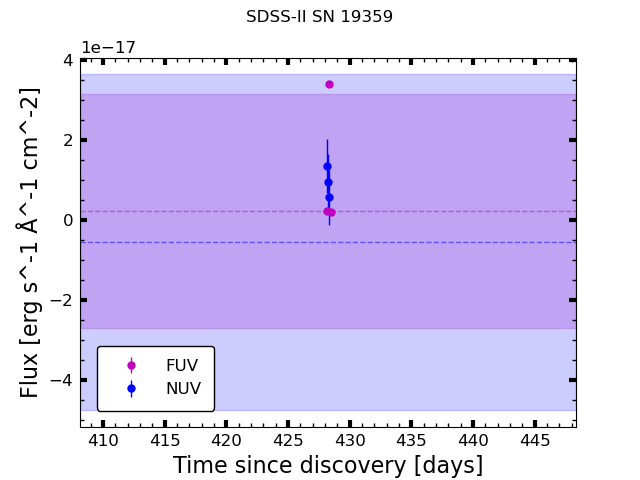 SDSS-II SN 19359
1e−17
4
2
0
−2
−4
Flux [erg s^-1 Å^-1 cm^-2]
FUV
NUV
410 415 420 425 430 435 440 445
Time since discovery [days]